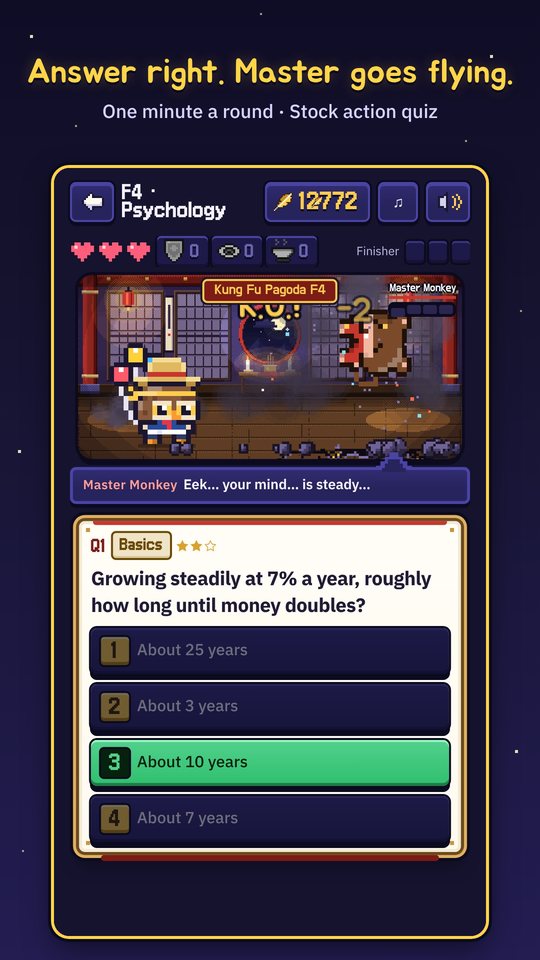 Answer right. Master goes flying.
One minute a round · Stock action quiz
F4 ·
Psychology
12772
♫
0
0
0
Finisher
Kung Fu Pagoda F4
Master Monkey
K.O.!
-2
Master Monkey Eek... your mind... is steady...
Q1 Basics ★★☆
Growing steadily at 7% a year, roughly
how long until money doubles?
1 About 25 years
2 About 3 years
3 About 10 years
4 About 7 years